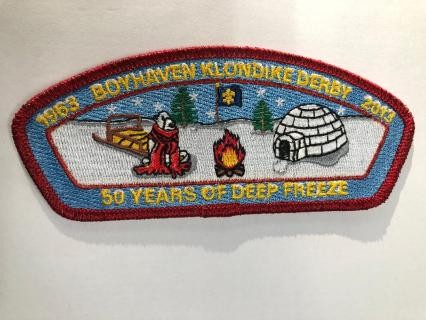 1963 BOYHAVEN KLONDIKE DERBY 2013
50 YEARS OF DEEP FREEZE